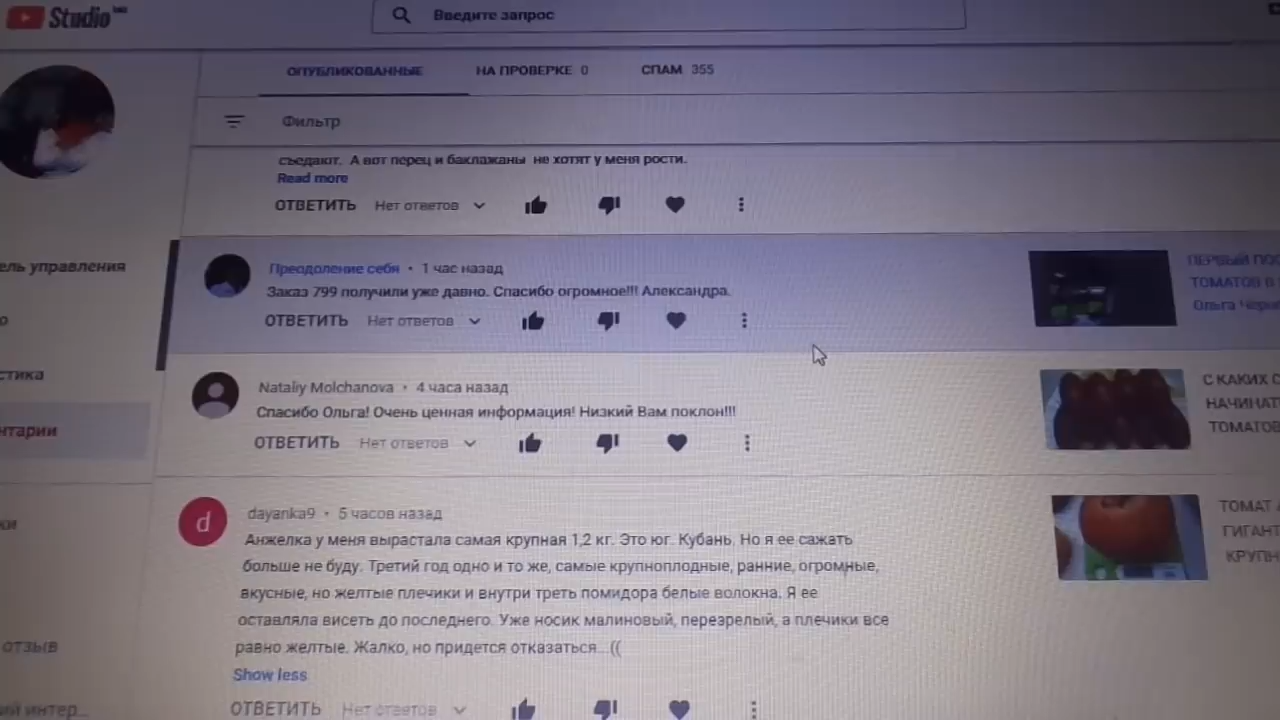 Studio
Введите запрос
ОПУБЛИКОВАННЫЕ НА ПРОВЕРКЕ 0 СПАМ 355
Фильтр
съедают. А вот перец и баклажаны не хотят у меня рости.
Read more
ОТВЕТИТЬ Нет ответов
ель управления
о
стика
нтарии
ки
ОТЗЫВ
ий интер...
Преодоление себя • 1 час назад
Заказ 799 получили уже давно. Спасибо огромное!!! Александра.
ОТВЕТИТЬ Нет ответов
ПЕРВЫЙ ПОС
ТОМАТОВ В
Ольга Черно
Nataliy Molchanova • 4 часа назад
Спасибо Ольга! Очень ценная информация! Низкий Вам поклон!!!
ОТВЕТИТЬ Нет ответов
С КАКИХ С
НАЧИНАТ
ТОМАТОВ
d
dayanka9 • 5 часов назад
Анжелка у меня вырастала самая крупная 1,2 кг. Это юг. Кубань. Но я ее сажать
больше не буду. Третий год одно и то же, самые крупноплодные, ранние, огромные,
вкусные, но желтые плечики и внутри треть помидора белые волокна. Я ее
оставляла висеть до последнего. Уже носик малиновый, перезрелый, а плечики все
равно желтые. Жалко, но придется отказаться...((
Show less
ОТВЕТИТЬ Нет ответов
ТОМАТ
ГИГАНТ
КРУПН